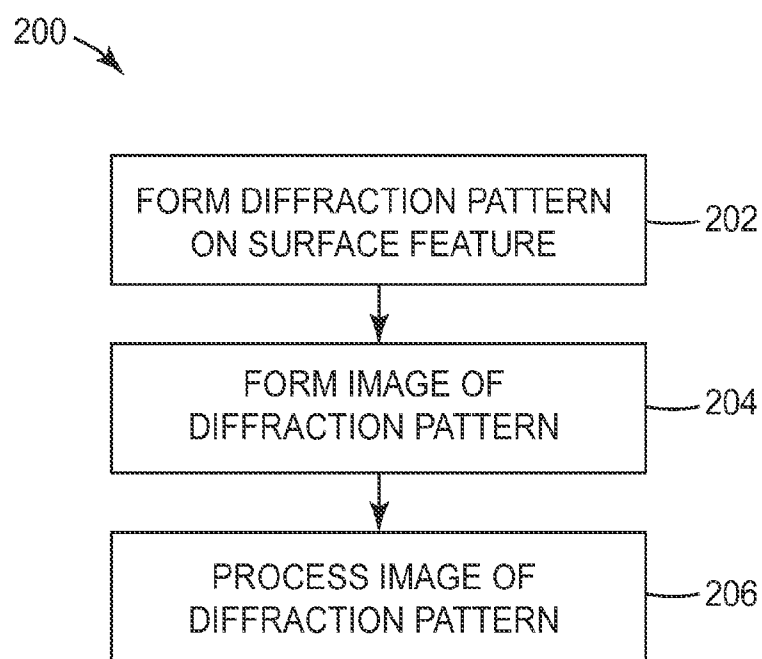 200
FORM DIFFRACTION PATTERN
ON SURFACE FEATURE
202
FORM IMAGE OF
DIFFRACTION PATTERN
204
PROCESS IMAGE OF
DIFFRACTION PATTERN
206